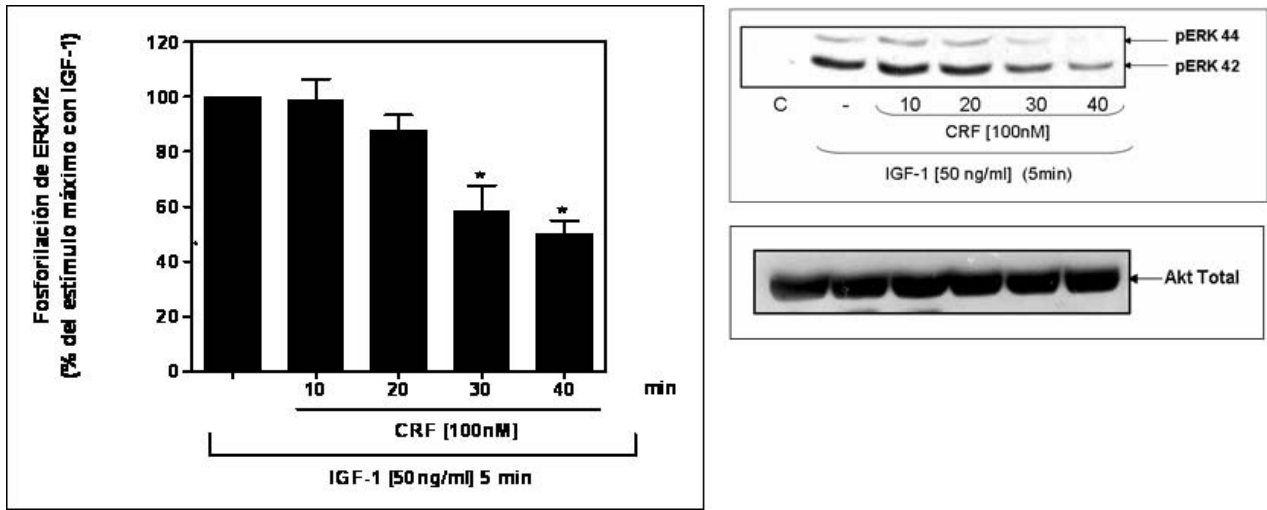 Fosforilación de ERK1/2
(% del estímulo máximo con IGF-1)
120
100
80
60
40
20
0
*
*
-
10
20
30
40
min
CRF [100nM]
IGF-1 [50 ng/ml] 5 min
pERK 44
pERK 42
C
-
10
20
30
40
CRF [100nM]
IGF-1 [50 ng/ml] (5min)
Akt Total